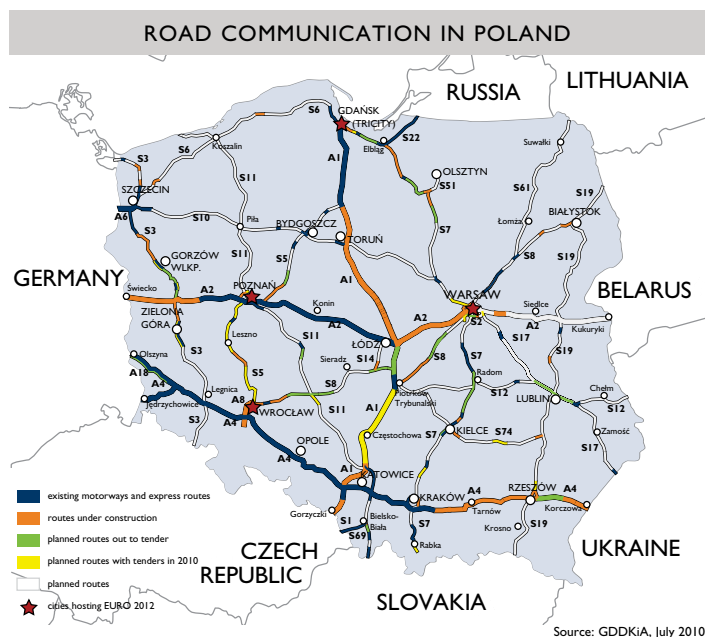 ROAD COMMUNICATION IN POLAND
LITHUANIA
RUSSIA
S6
GDAŃSK
(TRICITY)
S22
Elbląg
Suwałki
Koszalin
S6
S3
A1
OLSZTYN
S51
S61
S19
S11
SZCZECIN
A6
S10
Piła
BYDGOSZCZ
TORUŃ
Łomża
BIAŁYSTOK
S3
S7
S8
S11
S5
S19
GORZÓW
WLKP.
A1
GERMANY
BELARUS
Świecko
A2
POZNAŃ
WARSAW
Konin
Siedlce
A2
A2
S2
A2
Kukuryki
ZIELONA
GÓRA
Leszno
S11
ŁÓDŹ
S17
S3
S14
S8
S7
S19
Olszyna
Sieradz
A18
S5
S8
Radom
A4
Legnica
Piotrków
Trybunalski
S12
LUBLIN
Chełm
S12
Jędrzychowice
A8
WROCŁAW
S11
A1
S3
A4
Częstochowa
S7
KIELCE
S74
Zamość
S17
OPOLE
A4
A1
KATOWICE
existing motorways and express routes
routes under construction
planned routes out to tender
planned routes with tenders in 2010
planned routes
cities hosting EURO 2012
KRAKÓW
A4
Tarnów
RZESZÓW
A4
Korczowa
Gorzyczki
S1
Bielsko-
Biała
S7
Krosno
S19
S69
Rabka
CZECH
REPUBLIC
UKRAINE
SLOVAKIA
Source: GDDKiA, July 2010